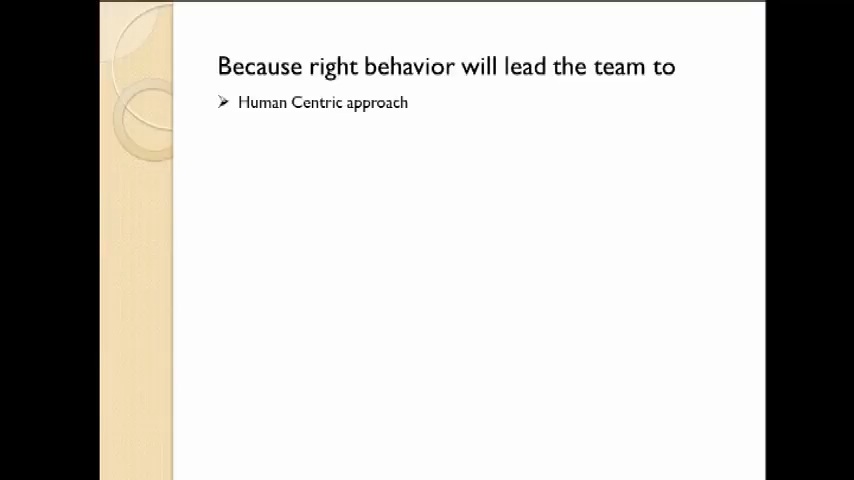 Because right behavior will lead the team to
Human Centric approach